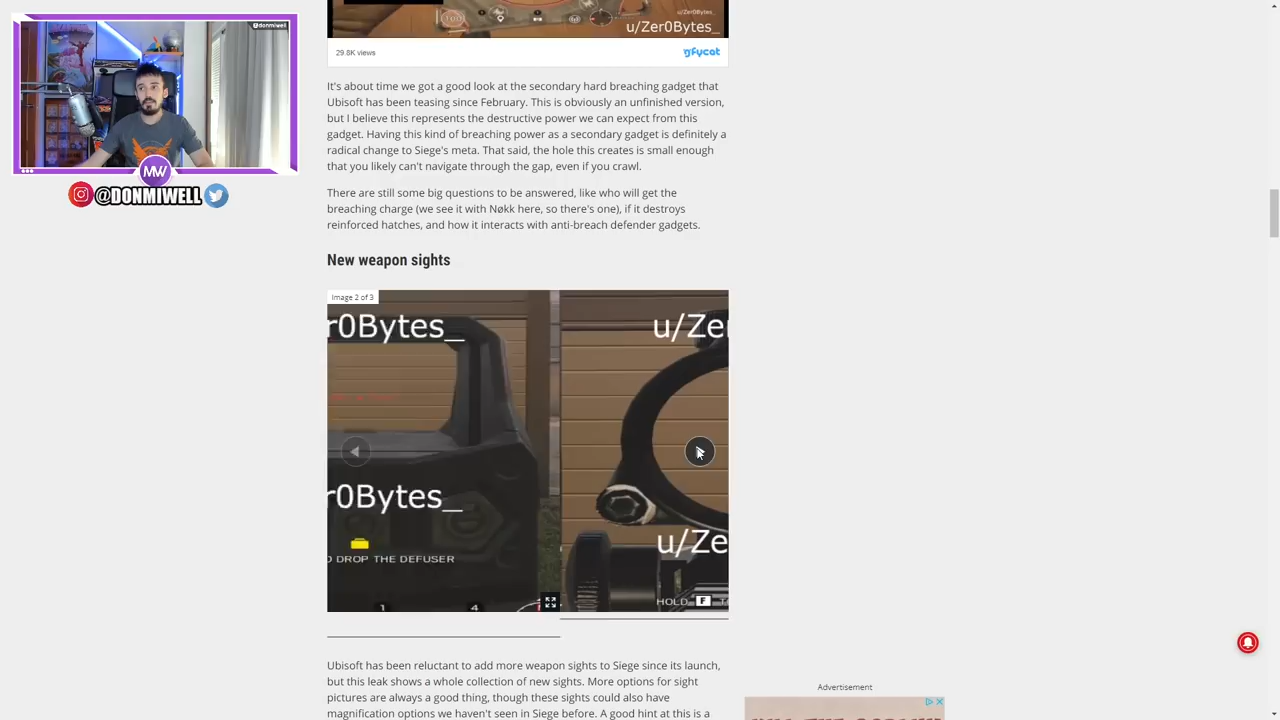 donmiwell
MW
@DONMIWELL
100
u/Zer0Bytes_
u/Zer0Bytes_
29.8K views
gfycat
It's about time we got a good look at the secondary hard breaching gadget that
Ubisoft has been teasing since February. This is obviously an unfinished version,
but I believe this represents the destructive power we can expect from this
gadget. Having this kind of breaching power as a secondary gadget is definitely a
radical change to Siege's meta. That said, the hole this creates is small enough
that you likely can't navigate through the gap, even if you crawl.
There are still some big questions to be answered, like who will get the
breaching charge (we see it with Nøkk here, so there's one), if it destroys
reinforced hatches, and how it interacts with anti-breach defender gadgets.
New weapon sights
Image 2 of 3
r0Bytes_
u/Zer
r0Bytes_
u/Ze
O DROP THE DEFUSER
HOLD F T
1 4
Ubisoft has been reluctant to add more weapon sights to Siege since its launch,
but this leak shows a whole collection of new sights. More options for sight
pictures are always a good thing, though these sights could also have
magnification options we haven't seen in Siege before. A good hint at this is a
Advertisement